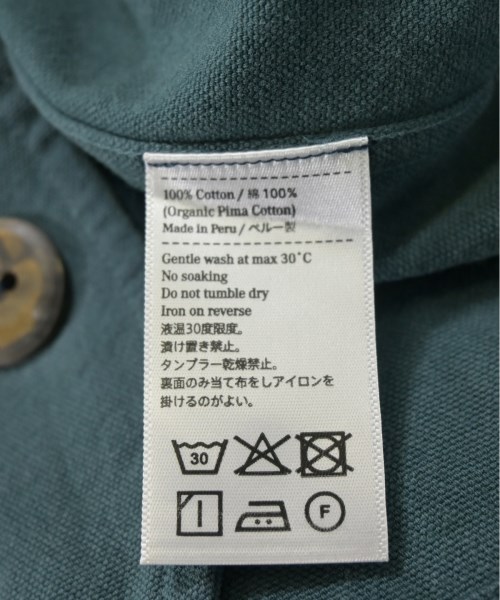 100% Cotton / 綿 100%
(Organic Pima Cotton)
Made in Peru / ペルー製
Gentle wash at max 30˚C
No soaking
Do not tumble dry
Iron on reverse
液温30度限度。
漬け置き禁止。
タンブラー乾燥禁止。
裏面のみ当て布をしアイロンを
掛けるのがよい。
30
F